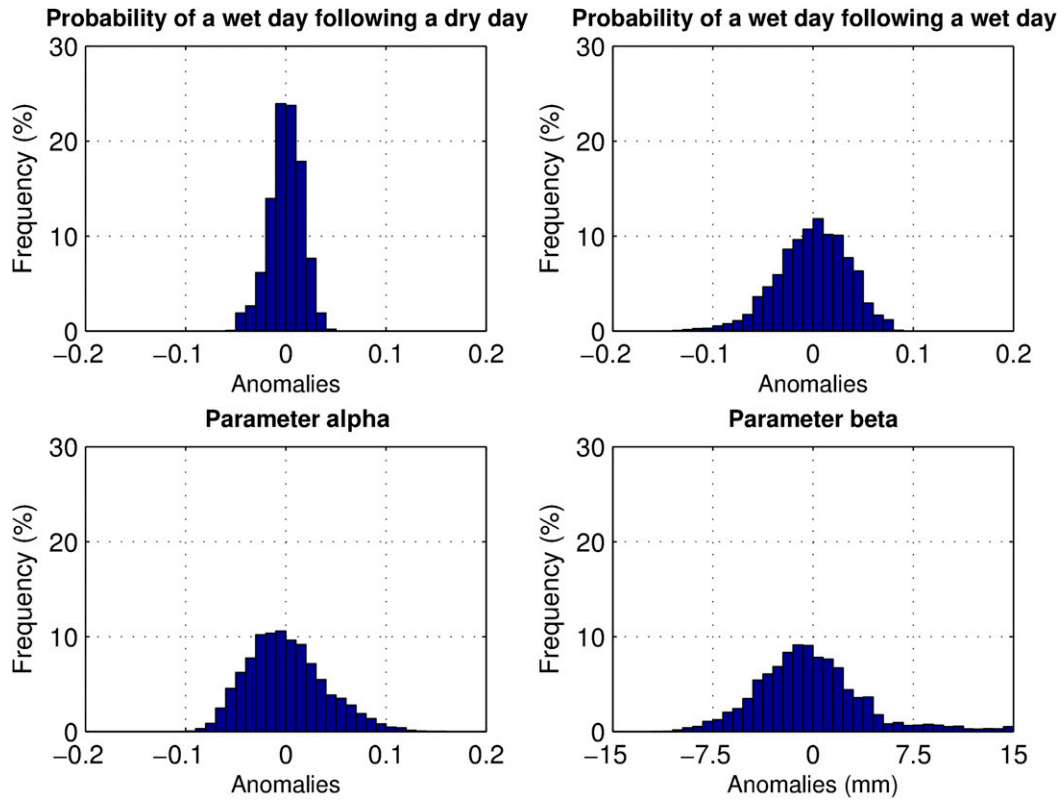 Probability of a wet day following a dry day
30
20
10
0
Frequency (%)
−0.2 −0.1 0 0.1 0.2
Anomalies
Probability of a wet day following a wet day
30
20
10
0
Frequency (%)
−0.2 −0.1 0 0.1 0.2
Anomalies
Parameter alpha
30
20
10
0
Frequency (%)
−0.2 −0.1 0 0.1 0.2
Anomalies
Parameter beta
30
20
10
0
Frequency (%)
−15 −7.5 0 7.5 15
Anomalies (mm)